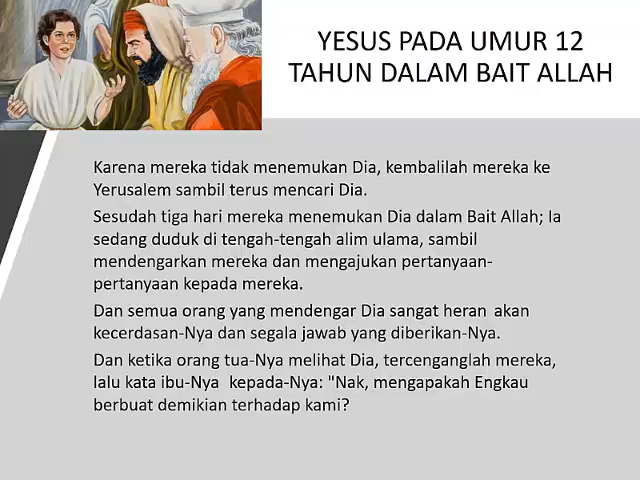 YESUS PADA UMUR 12
TAHUN DALAM BAIT ALLAH
Karena mereka tidak menemukan Dia, kembalilah mereka ke
Yerusalem sambil terus mencari Dia.
Sesudah tiga hari mereka menemukan Dia dalam Bait Allah; Ia
sedang duduk di tengah-tengah alim ulama, sambil
mendengarkan mereka dan mengajukan pertanyaan-
pertanyaan kepada mereka.
Dan semua orang yang mendengar Dia sangat heran akan
kecerdasan-Nya dan segala jawab yang diberikan-Nya.
Dan ketika orang tua-Nya melihat Dia, tercenganglah mereka,
lalu kata ibu-Nya kepada-Nya: "Nak, mengapakah Engkau
berbuat demikian terhadap kami?